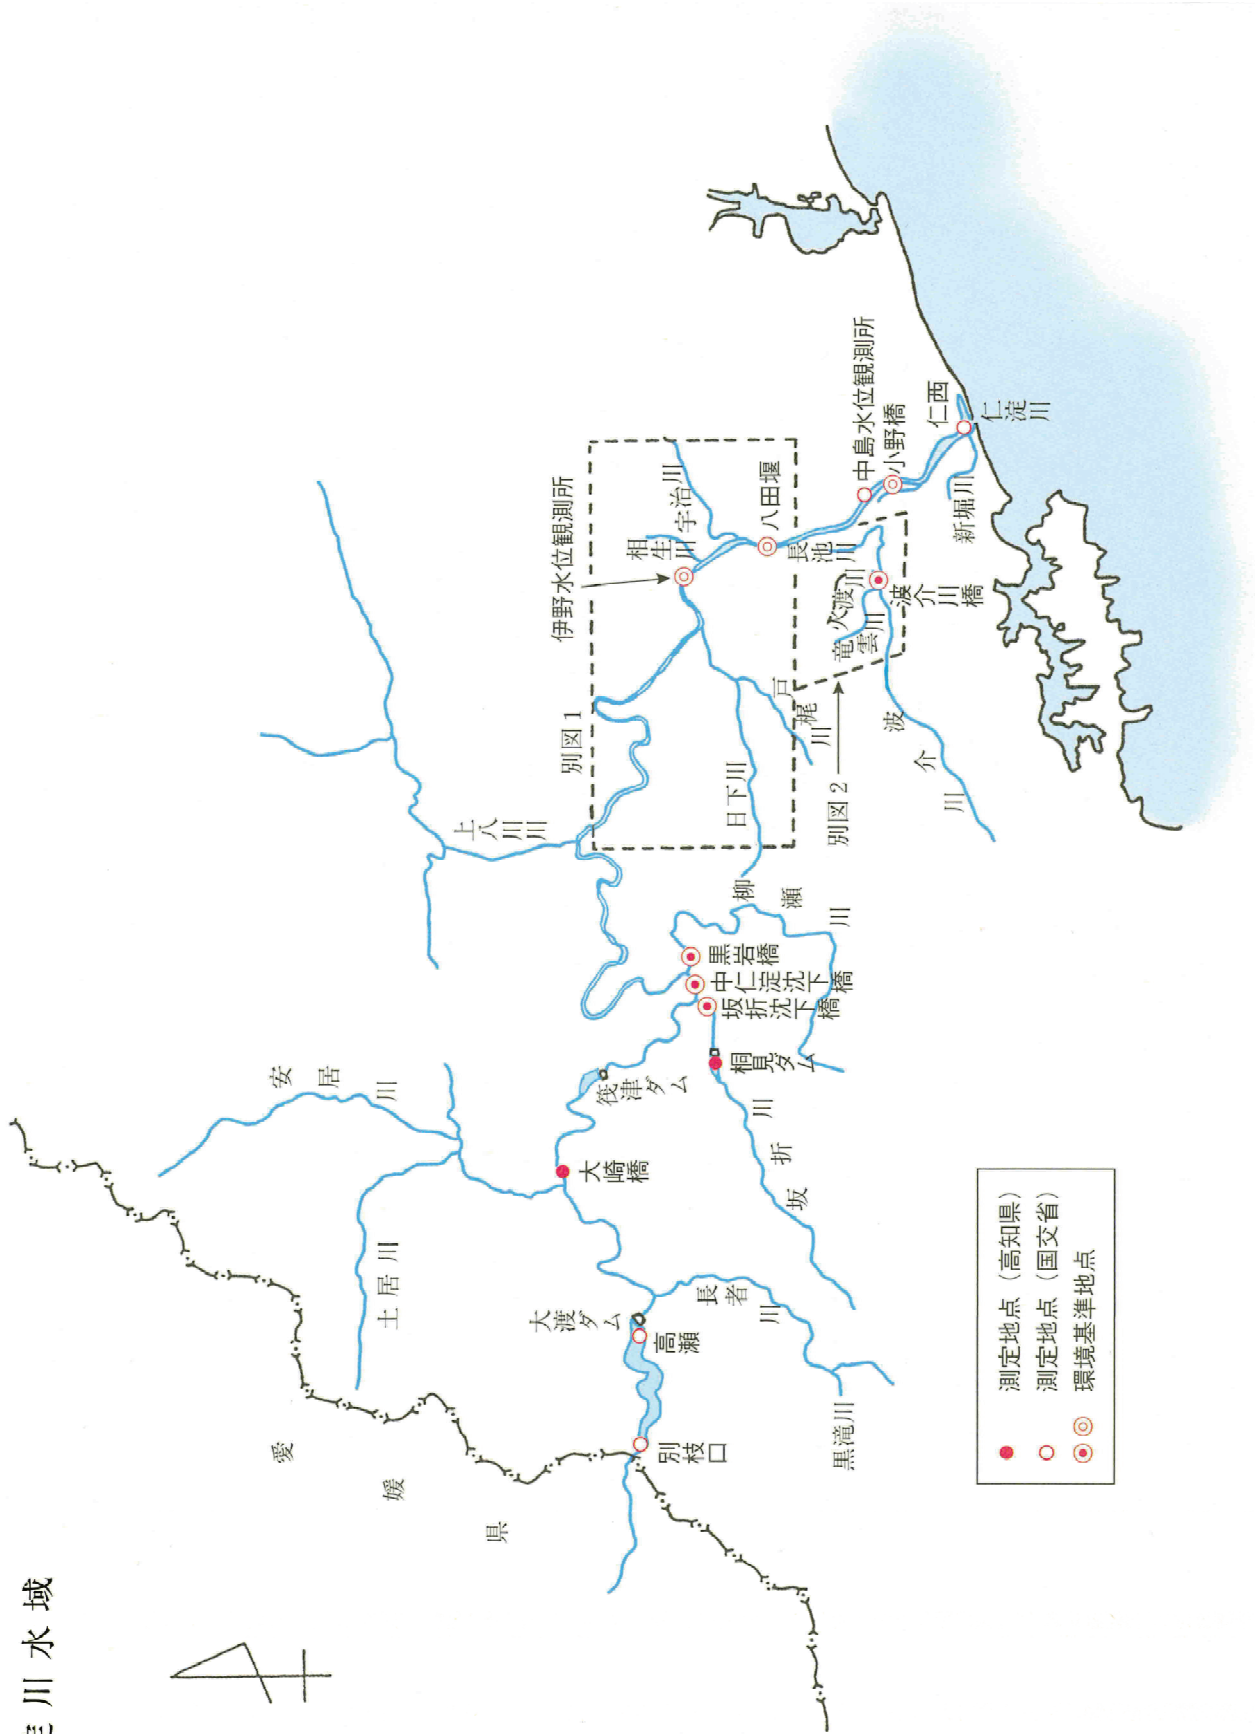 川水域
愛媛県
安居川
土居川
上八川川
別図1
伊野水位観測所
相生川
宇治川
八田堰
中島水位観測所
小野橋
仁西
仁淀川
新堀川
長池川
火渡川
竜雲川
波介川橋
波介川
別図2
戸梶川
日下川
柳瀬川
黒岩橋
中仁淀沈下橋
坂折沈下橋
桐見ダム
坂折川
筏津ダム
大崎橋
大渡ダム
高瀬
長者川
黒滝川
別枝口
測定地点（高知県）
測定地点（国交省）
環境基準地点